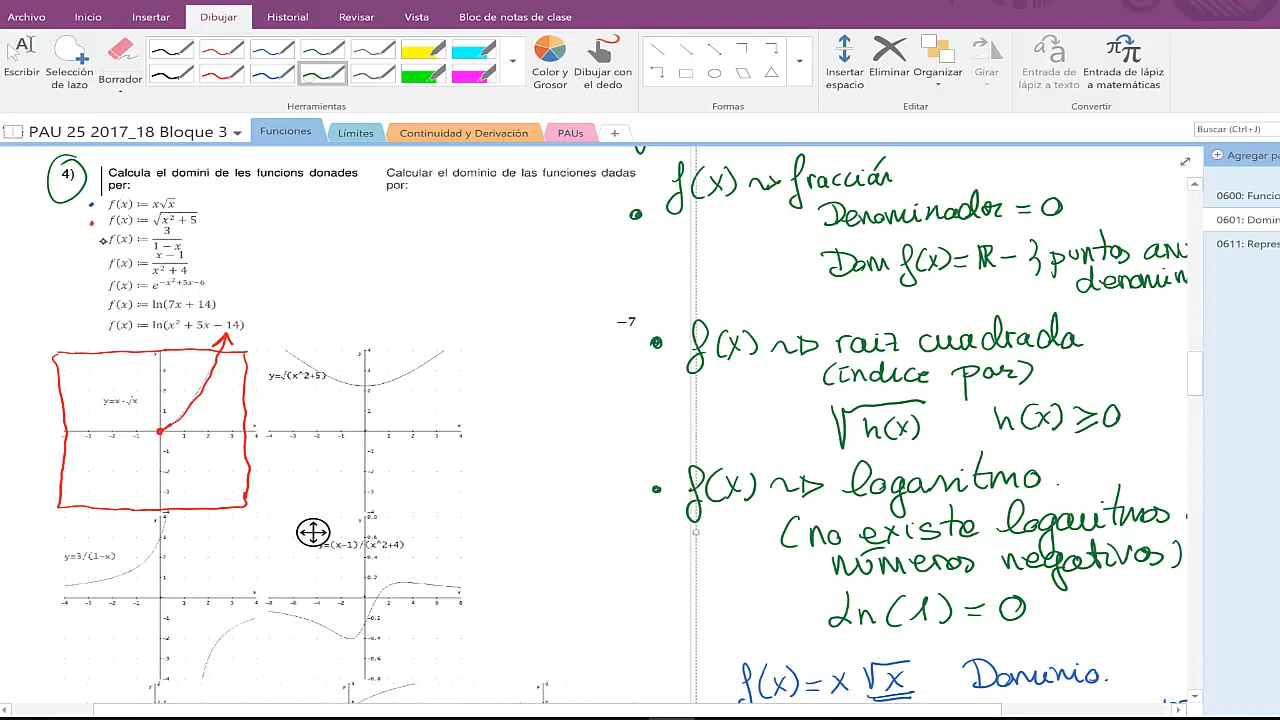 Archivo Inicio Insertar Dibujar Historial Revisar Vista Bloc de notas de clase
Escribir
Selección de lazo
Borrador
Color y Grosor
Dibujar con el dedo
Insertar espacio
Eliminar
Organizar
Girar
Entrada de lápiz a texto
Entrada de lápiz a matemáticas
Herramientas Formas Editar Convertir
PAU 25 2017_18 Bloque 3 Funciones Límites Continuidad y Derivación PAUs +
Buscar (Ctrl+J)
Agregar pá
0600: Funcio
0601: Domin
0611: Repres
4)
Calcula el domini de les funcions donades
per:
Calcular el dominio de las funciones dadas
por:
f(x) ≔ x√x
f(x) ≔ √(x² + 5)
f(x) ≔ 3/(1 − x)
f(x) ≔ (x − 1)/(x² + 4)
f(x) ≔ e^(−x²+5x−6)
f(x) ≔ ln(7x + 14)
f(x) ≔ ln(x² + 5x − 14)
−7
y=x·√x
y=√(x^2+5)
y=3/(1-x)
y=(x-1)/(x^2+4)
f(x) ⇝ fracción
Denominador = 0
Dom f(x) = ℝ − { puntos an
denomin
f(x) ⇝ raiz cuadrada
(índice par)
√h(x) h(x) ≥ 0
f(x) ⇝ logaritmo.
(no existe logaritmos
números negativos)
Ln(1) = 0
f(x) = x √x Dominio.